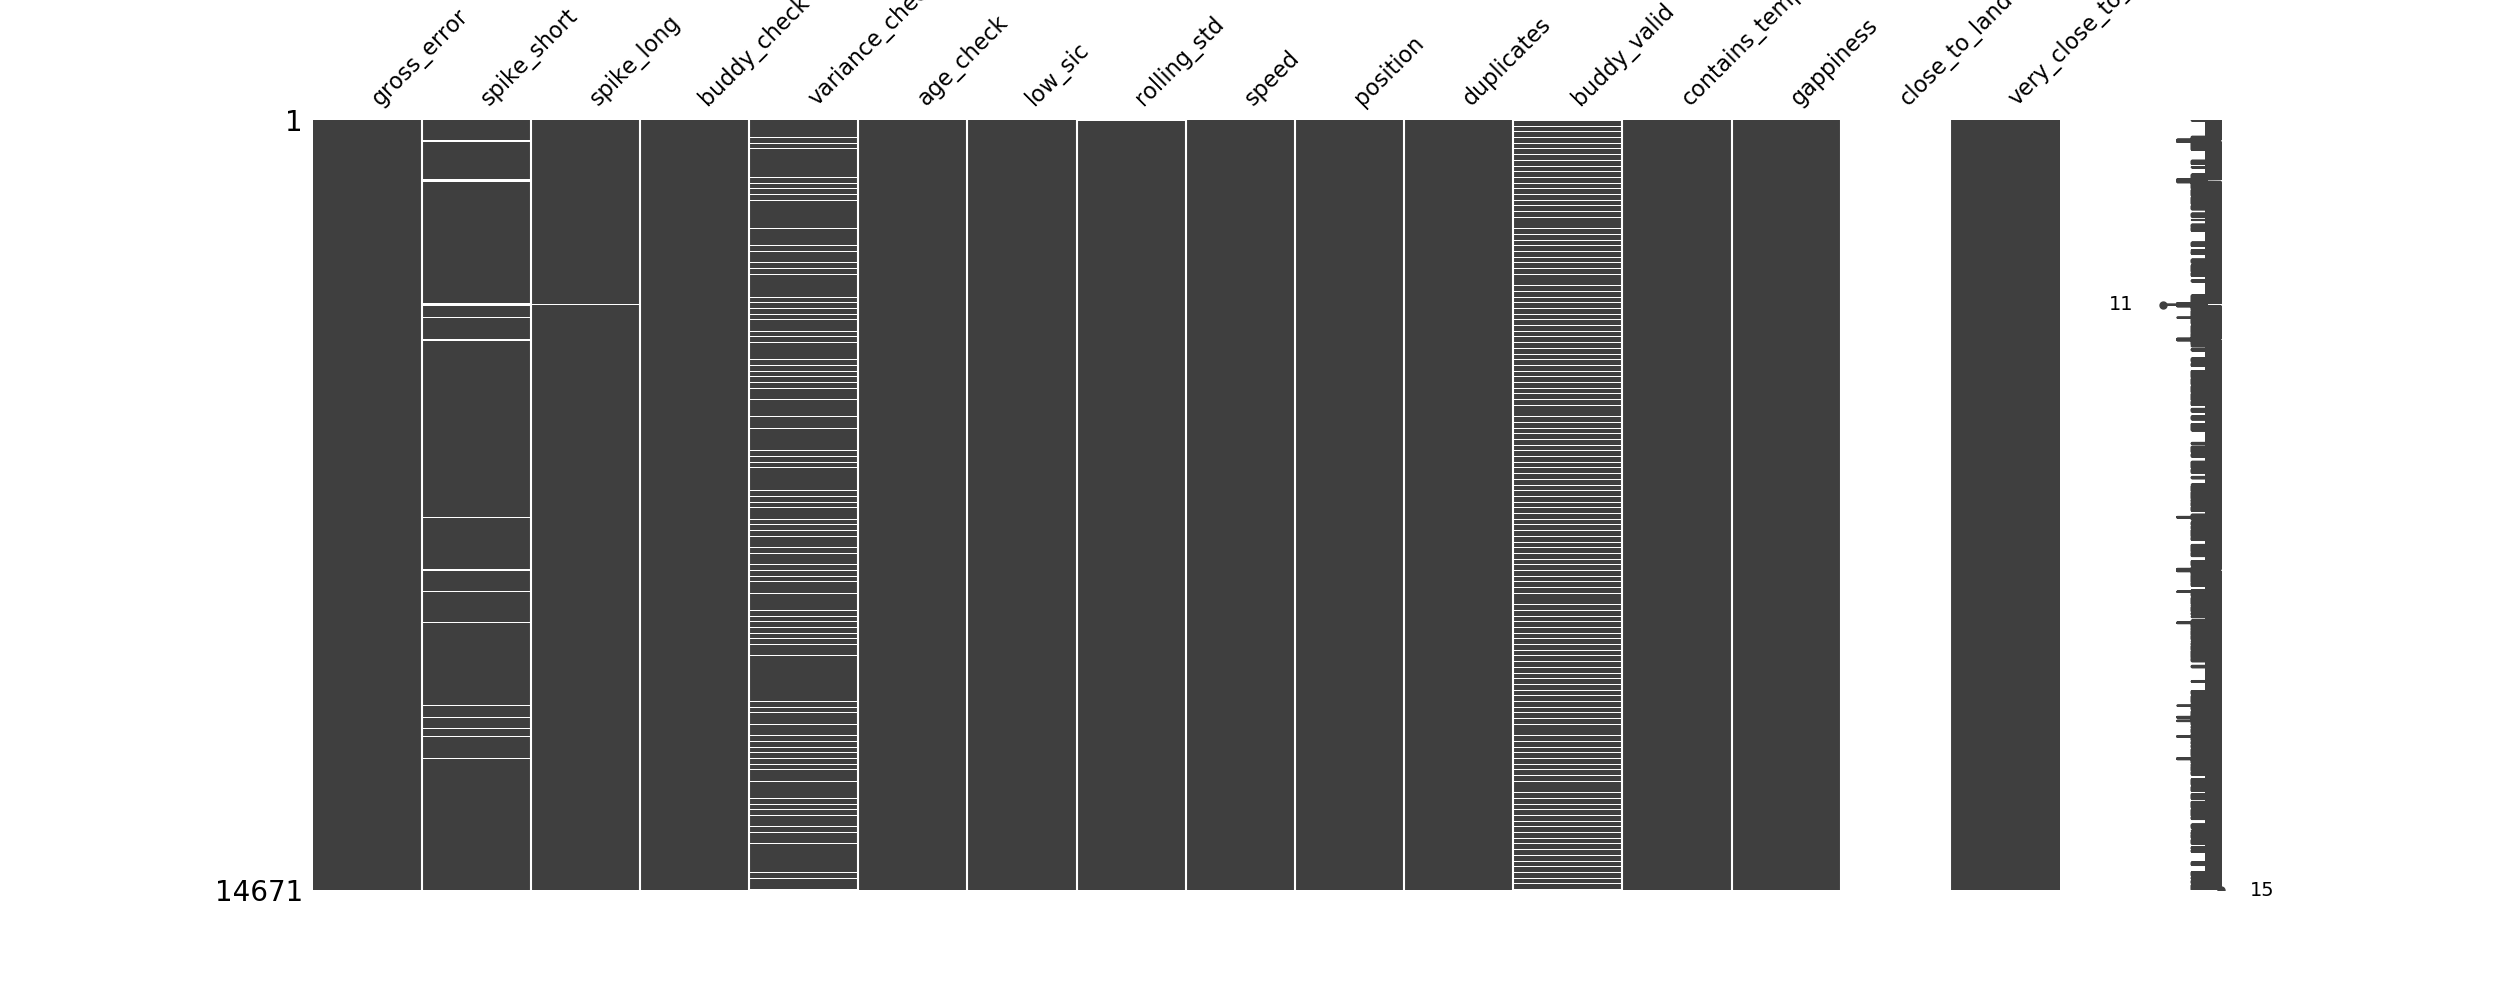 gross_error
spike_short
spike_long
buddy_check
variance_che
age_check
low_sic
rolling_std
speed
position
duplicates
buddy_valid
contains_temp
gappiness
close_to_land
very_close_to_
1
11
14671
15